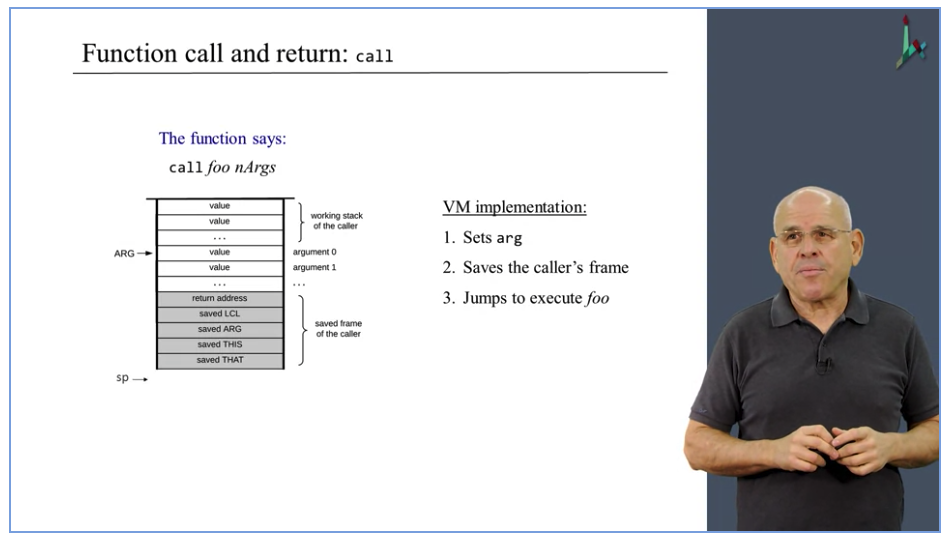 Function call and return: call
The function says:
call foo nArgs
value
value
...
ARG
value
argument 0
value
argument 1
...
...
return address
saved LCL
saved ARG
saved THIS
saved THAT
sp
working stack
of the caller
saved frame
of the caller
VM implementation:
1. Sets arg
2. Saves the caller's frame
3. Jumps to execute foo